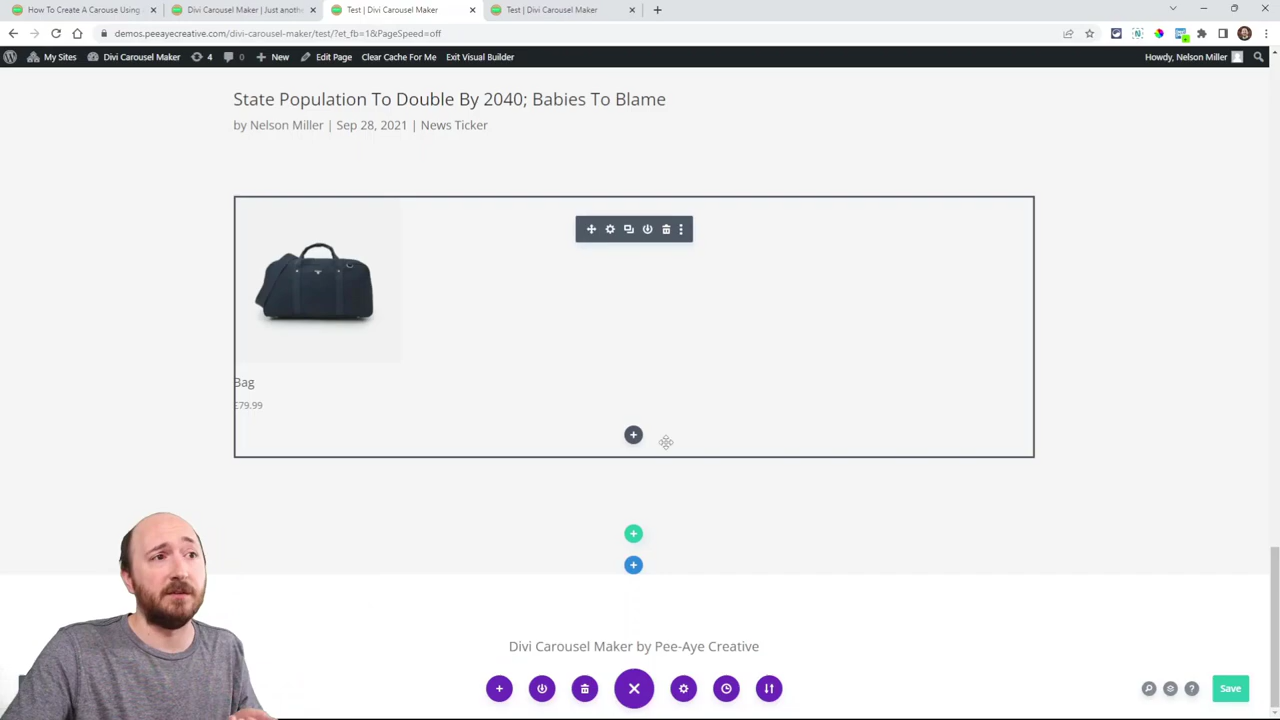 How To Create A Carouse Using
Divi Carousel Maker | Just anoth
Test | Divi Carousel Maker
Test | Divi Carousel Maker
demos.peeayecreative.com/divi-carousel-maker/test/?et_fb=1&PageSpeed=off
My Sites
Divi Carousel Maker
4
0
New
Edit Page
Clear Cache For Me
Exit Visual Builder
Howdy, Nelson Miller
State Population To Double By 2040; Babies To Blame
by Nelson Miller | Sep 28, 2021 | News Ticker
Bag
£79.99
Divi Carousel Maker by Pee-Aye Creative
Save